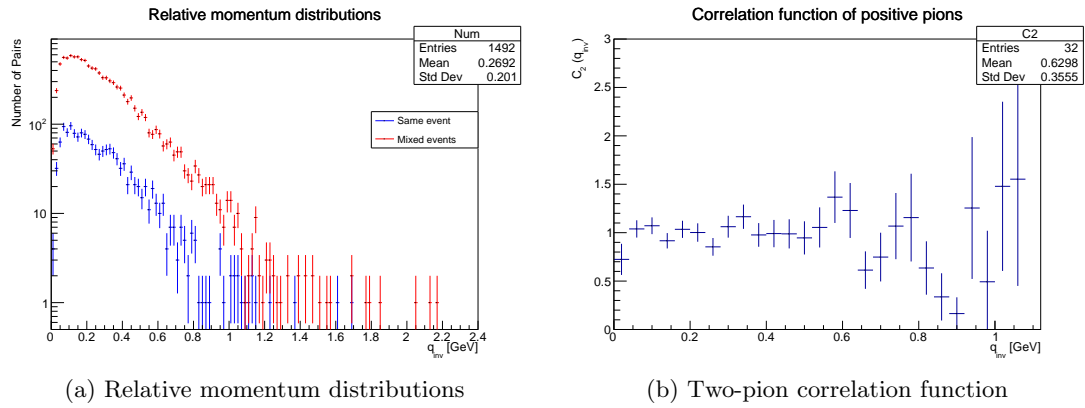 Relative momentum distributions
Number of Pairs
10²
10
1
0 0.2 0.4 0.6 0.8 1 1.2 1.4 1.6 1.8 2 2.2 2.4
q_inv [GeV]
Num
Entries 1492
Mean 0.2692
Std Dev 0.201
Same event
Mixed events
(a) Relative momentum distributions
Correlation function of positive pions
C₂ (q_inv)
3
2.5
2
1.5
1
0.5
0
0 0.2 0.4 0.6 0.8 1
q_inv [GeV]
C2
Entries 32
Mean 0.6298
Std Dev 0.3555
(b) Two-pion correlation function